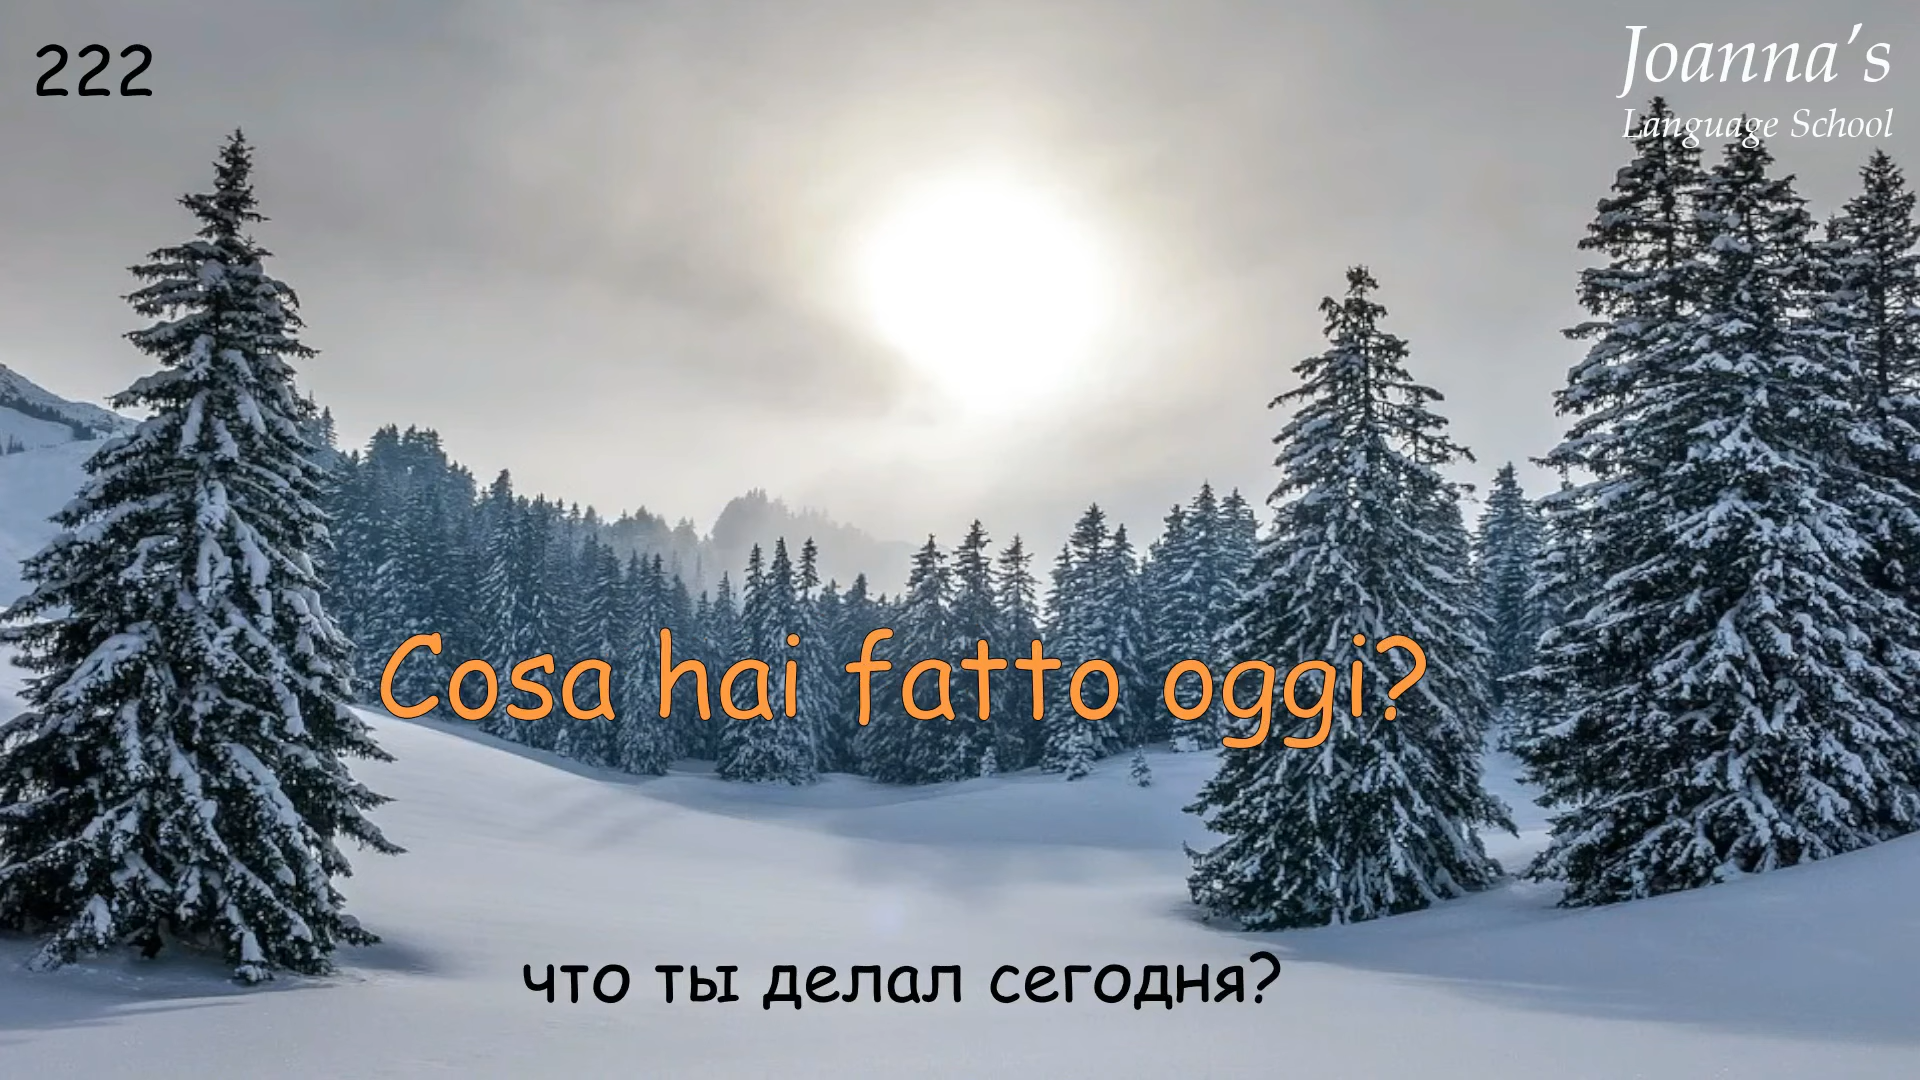 222
Joanna's
Language School
Cosa hai fatto oggi?
что ты делал сегодня?